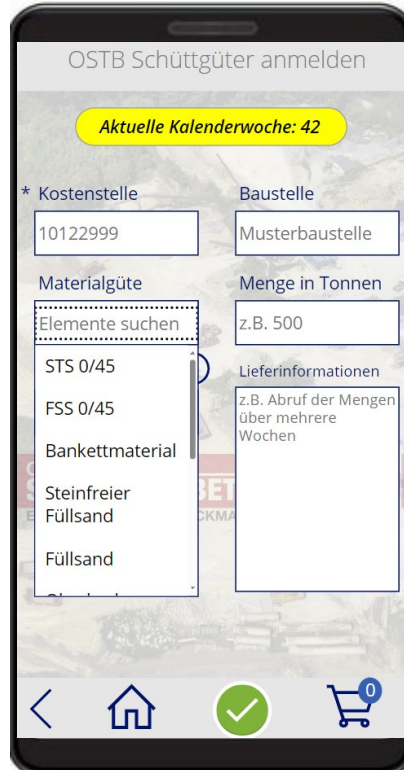 OSTB Schüttgüter anmelden
Aktuelle Kalenderwoche: 42
* Kostenstelle
Baustelle
10122999
Musterbaustelle
Materialgüte
Menge in Tonnen
Elemente suchen
z.B. 500
STS 0/45
FSS 0/45
Bankettmaterial
Steinfreier
Füllsand
Füllsand
Lieferinformationen
z.B. Abruf der Mengen
über mehrere
Wochen
0